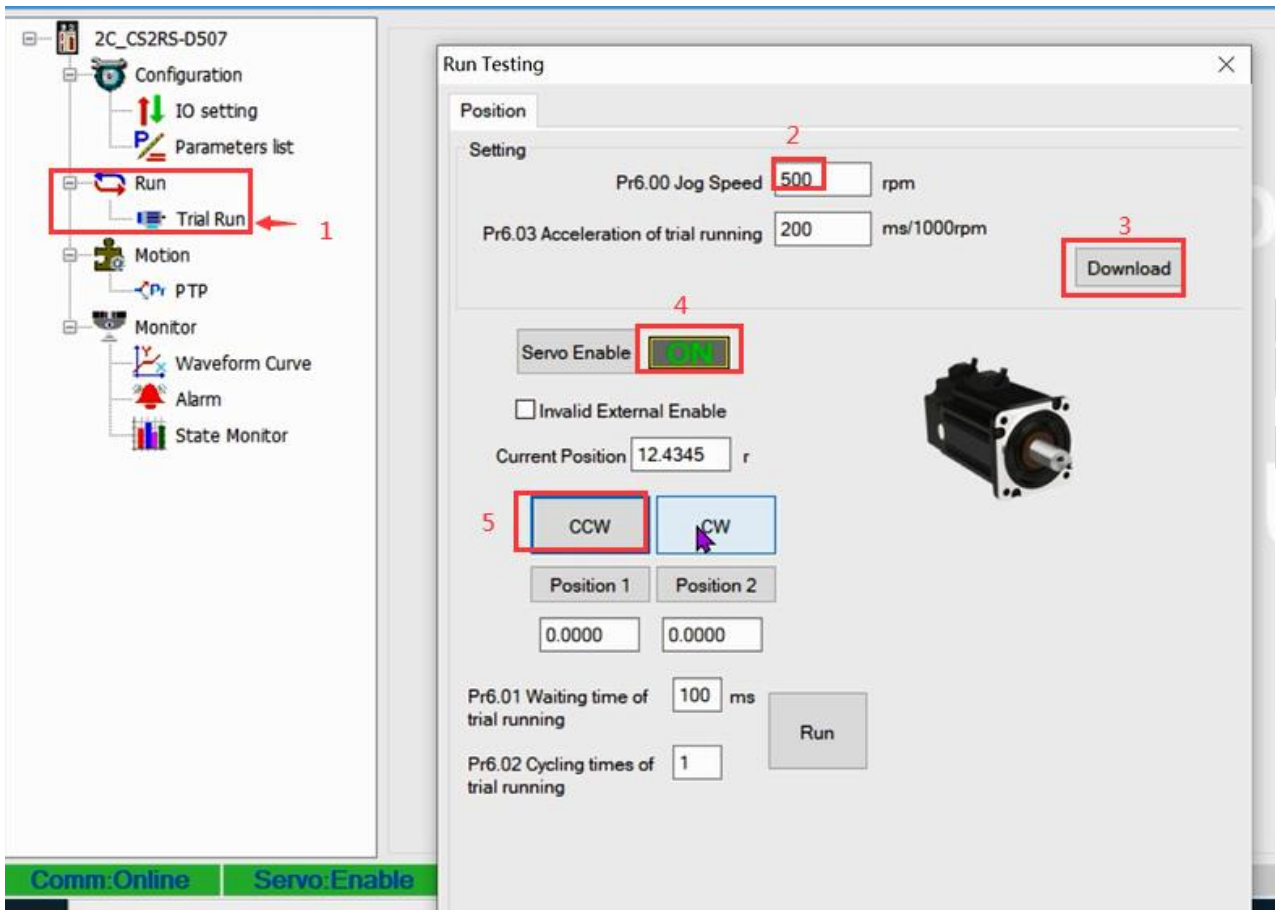 2C_CS2RS-D507
Configuration
IO setting
Parameters list
Run
Trial Run
1
Motion
PTP
Monitor
Waveform Curve
Alarm
State Monitor
Run Testing
Position
Setting
2
Pr6.00 Jog Speed 500 rpm
Pr6.03 Acceleration of trial running 200 ms/1000rpm
3
Download
4
Servo Enable ON
Invalid External Enable
Current Position 12.4345 r
5
CCW CW
Position 1 Position 2
0.0000 0.0000
Pr6.01 Waiting time of 100 ms
trial running
Run
Pr6.02 Cycling times of 1
trial running
Comm:Online Servo:Enable